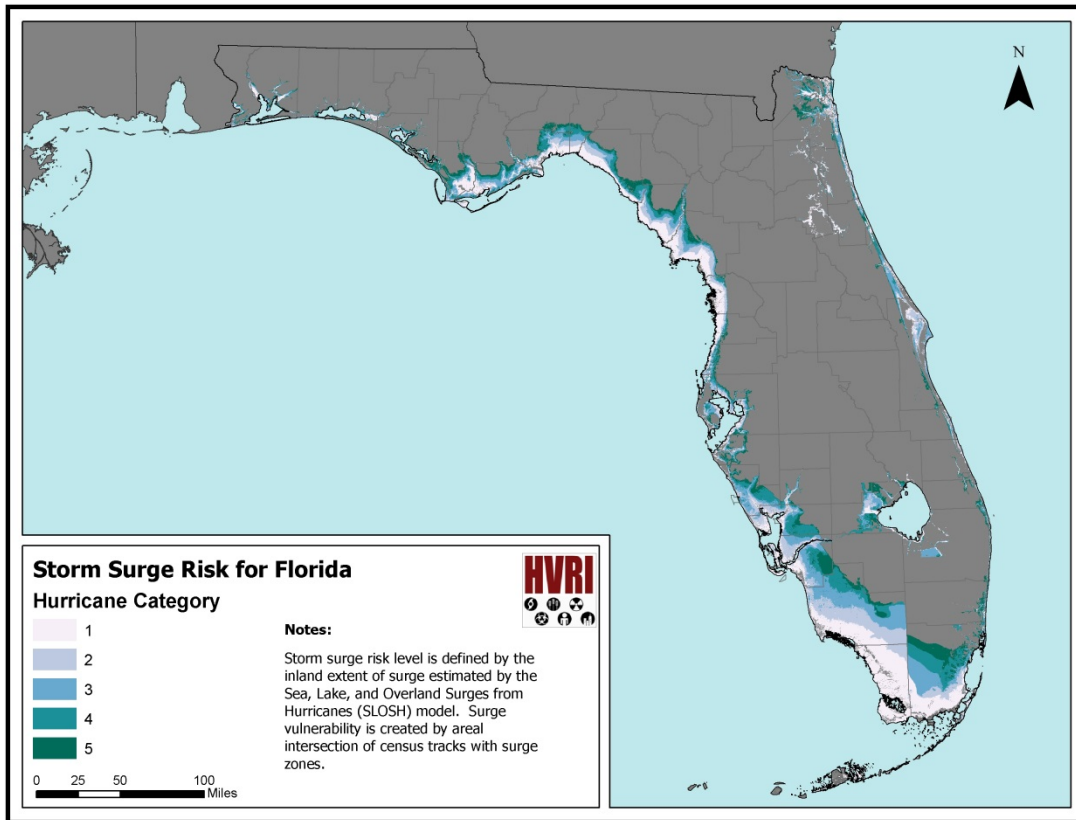 N
Storm Surge Risk for Florida
Hurricane Category
1
2
3
4
5
0 25 50 100
Miles
HVRI
Notes:
Storm surge risk level is defined by the
inland extent of surge estimated by the
Sea, Lake, and Overland Surges from
Hurricanes (SLOSH) model. Surge
vulnerability is created by areal
intersection of census tracks with surge
zones.